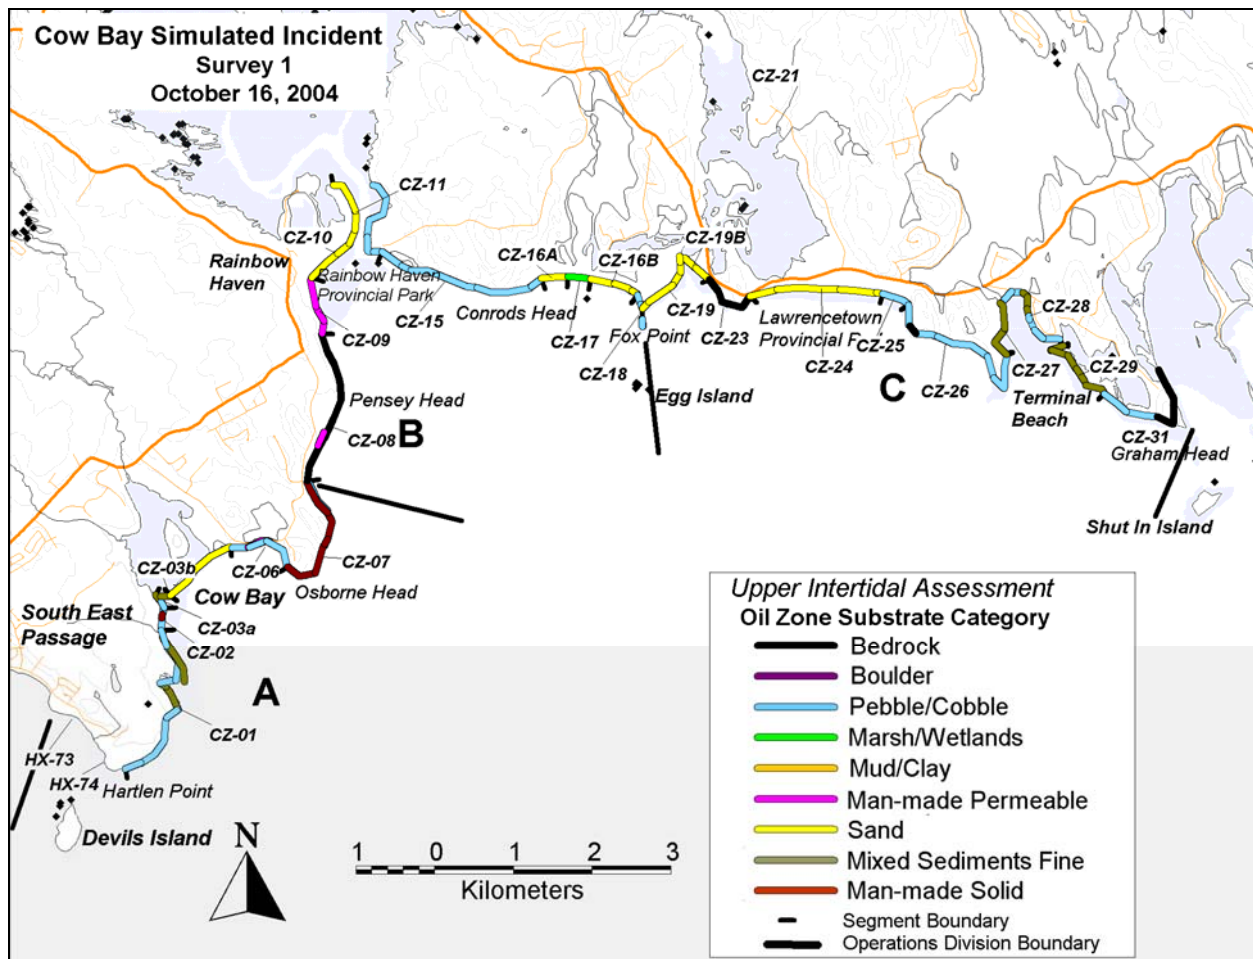 Cow Bay Simulated Incident
Survey 1
October 16, 2004
CZ-21
CZ-11
CZ-10
CZ-19B
Rainbow
Haven
CZ-16A
CZ-16B
Rainbow Haven
Provincial Park
CZ-15
Conrods Head
CZ-19
CZ-09
CZ-17
Fox Point
CZ-23
Lawrencetown
Provincial P
CZ-25
CZ-28
CZ-18
CZ-24
CZ-27
CZ-29
Egg Island
C
CZ-26
Terminal
Beach
Pensey Head
CZ-08
B
CZ-31
Graham Head
Shut In Island
CZ-03b
CZ-06
CZ-07
Cow Bay
Osborne Head
South East
Passage
CZ-03a
CZ-02
A
CZ-01
HX-73
HX-74
Hartlen Point
Devils Island
N
1 0 1 2 3
Kilometers
Upper Intertidal Assessment
Oil Zone Substrate Category
Bedrock
Boulder
Pebble/Cobble
Marsh/Wetlands
Mud/Clay
Man-made Permeable
Sand
Mixed Sediments Fine
Man-made Solid
Segment Boundary
Operations Division Boundary